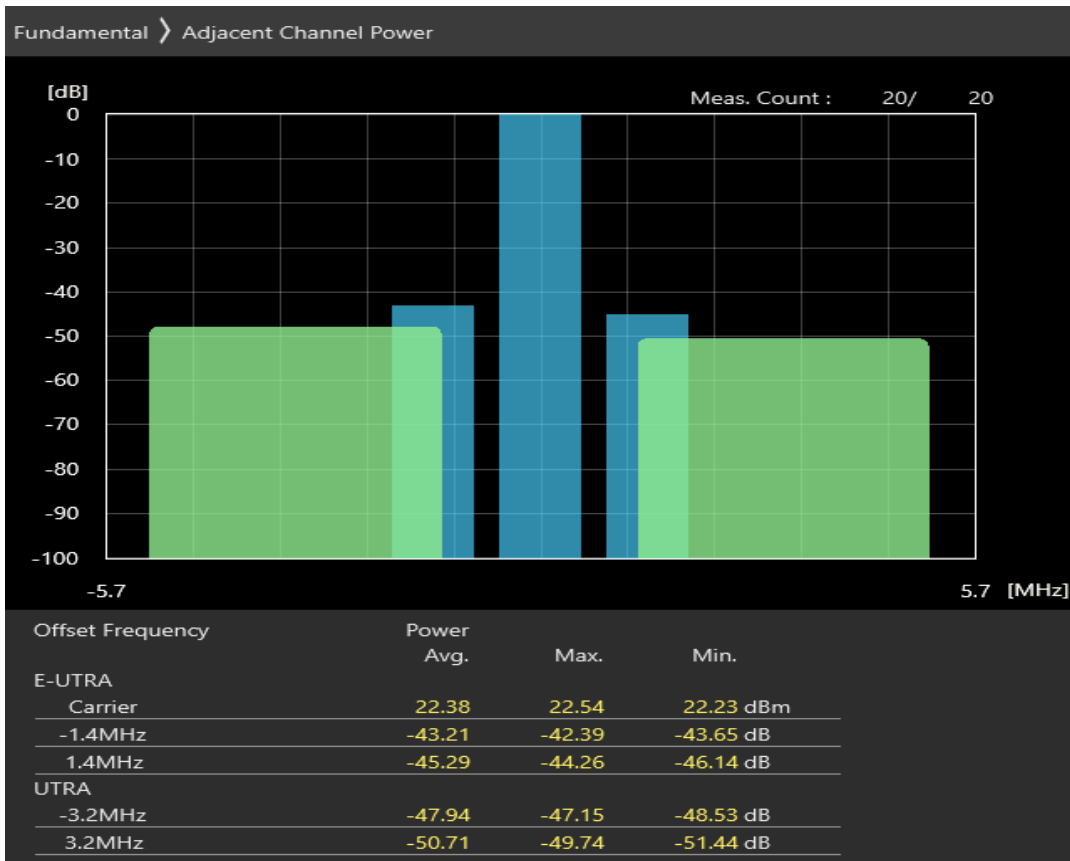 Fundamental 〉 Adjacent Channel Power
[dB]
Meas. Count : 20/ 20
0
-10
-20
-30
-40
-50
-60
-70
-80
-90
-100
-5.7 5.7 [MHz]
Offset Frequency Power
Avg. Max. Min.
E-UTRA
Carrier 22.38 22.54 22.23 dBm
-1.4MHz -43.21 -42.39 -43.65 dB
1.4MHz -45.29 -44.26 -46.14 dB
UTRA
-3.2MHz -47.94 -47.15 -48.53 dB
3.2MHz -50.71 -49.74 -51.44 dB